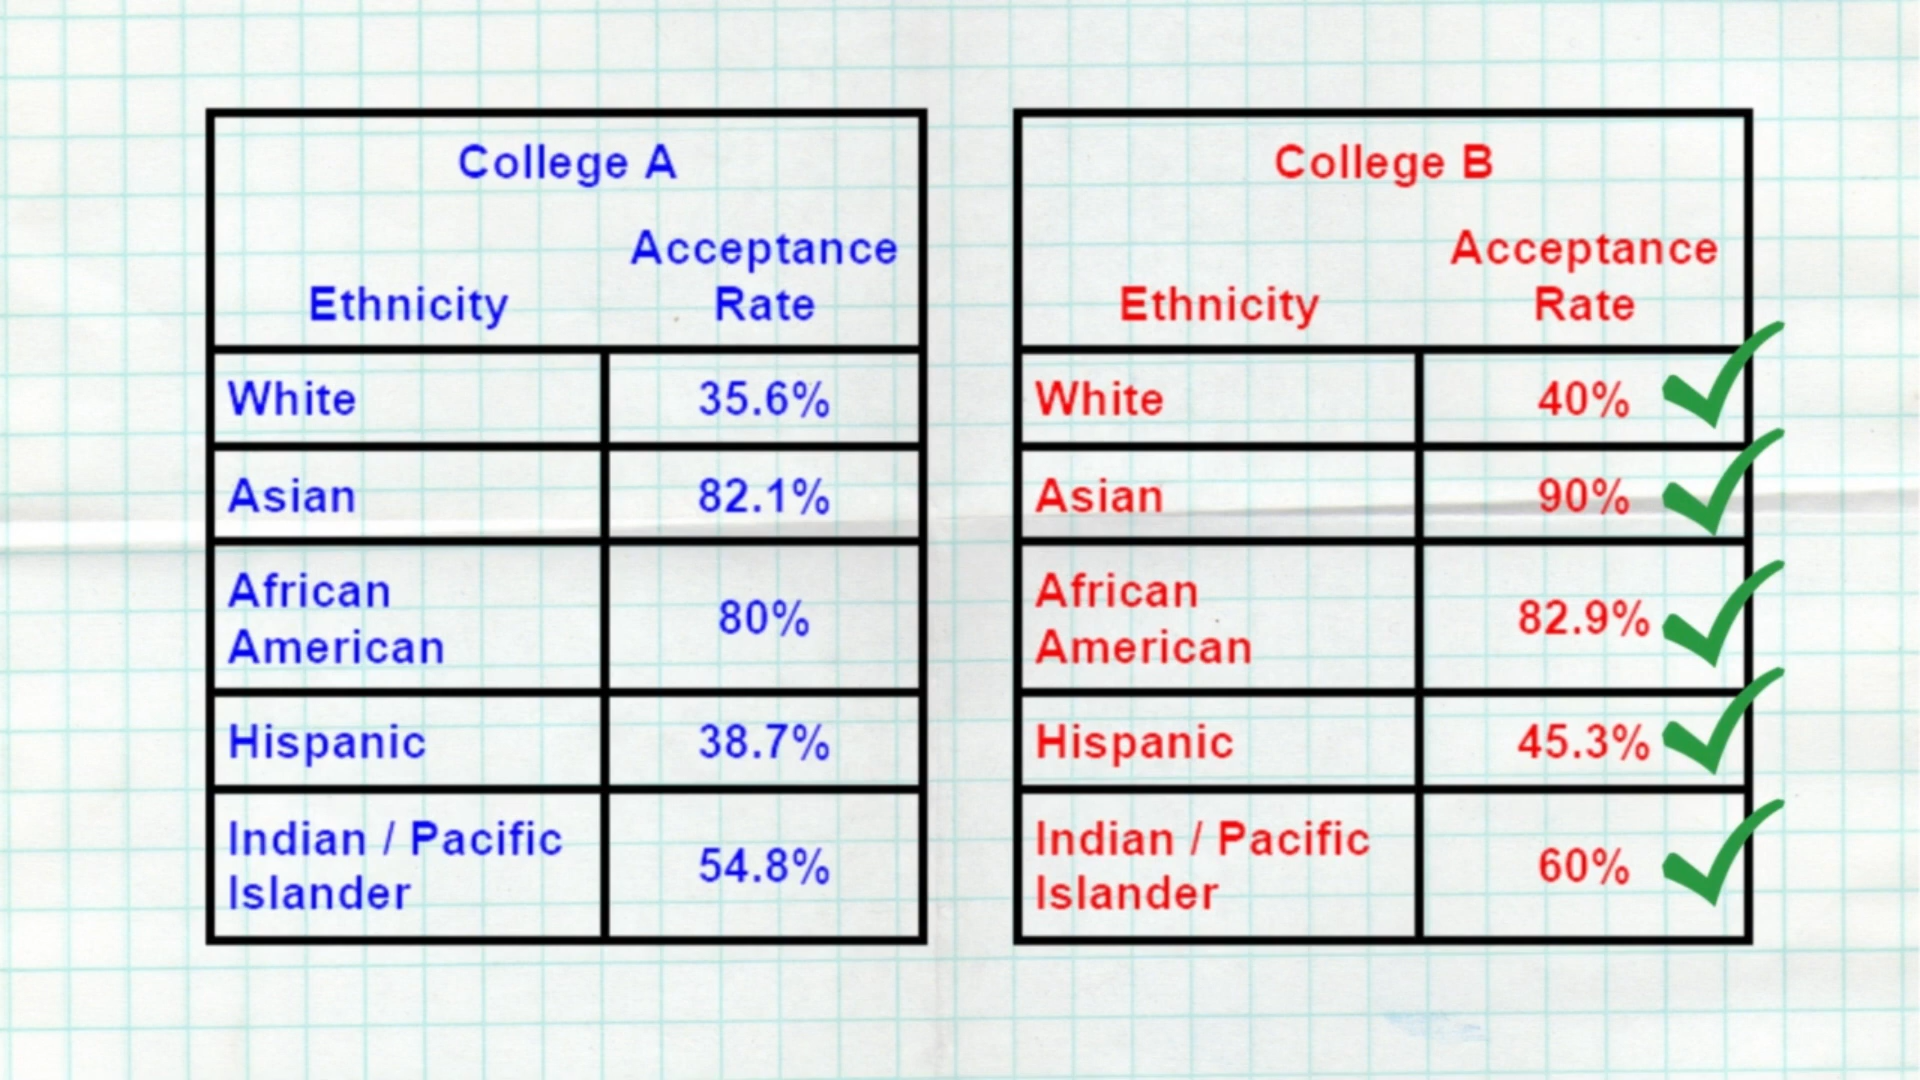 College A
Ethnicity
Acceptance
Rate
White 35.6%
Asian 82.1%
African
American 80%
Hispanic 38.7%
Indian / Pacific
Islander 54.8%
College B
Ethnicity
Acceptance
Rate
White 40%
Asian 90%
African
American 82.9%
Hispanic 45.3%
Indian / Pacific
Islander 60%